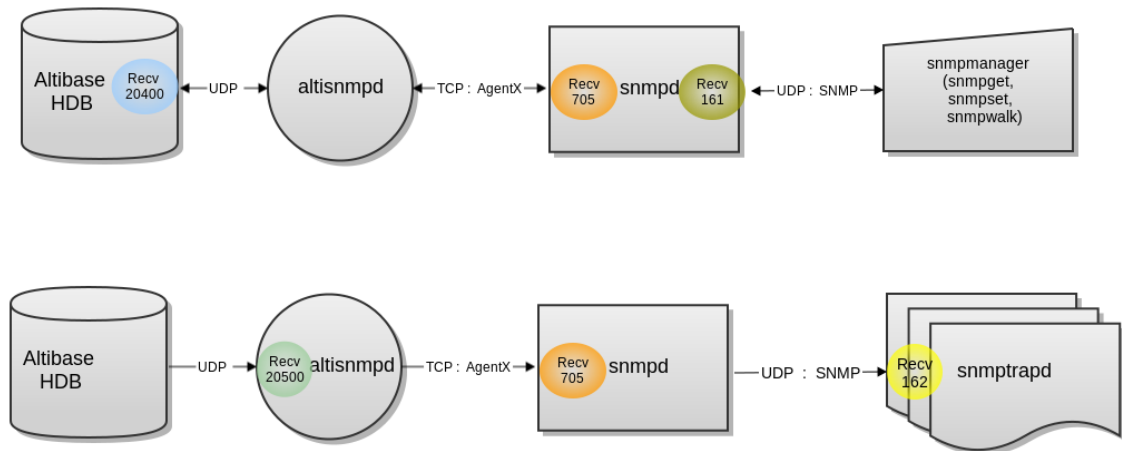 Altibase
HDB
Recv
20400
UDP
altisnmpd
TCP : AgentX
Recv
705
snmpd
Recv
161
UDP : SNMP
snmpmanager
(snmpget,
snmpset,
snmpwalk)
Altibase
HDB
UDP
Recv
20500
altisnmpd
TCP : AgentX
Recv
705
snmpd
UDP : SNMP
Recv
162
snmptrapd